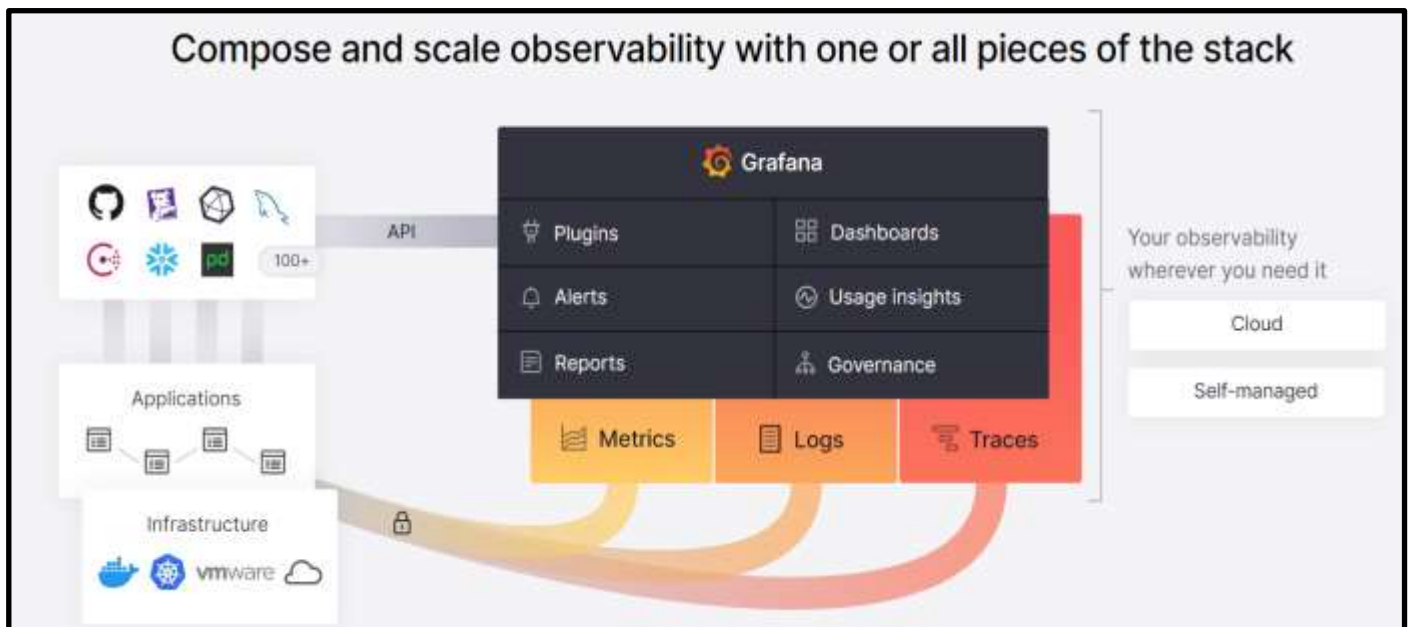 Compose and scale observability with one or all pieces of the stack
Grafana
API
Plugins
Dashboards
100+
pd
Alerts
Usage insights
Reports
Governance
Your observability
wherever you need it
Cloud
Self-managed
Applications
Metrics
Logs
Traces
Infrastructure
vmware